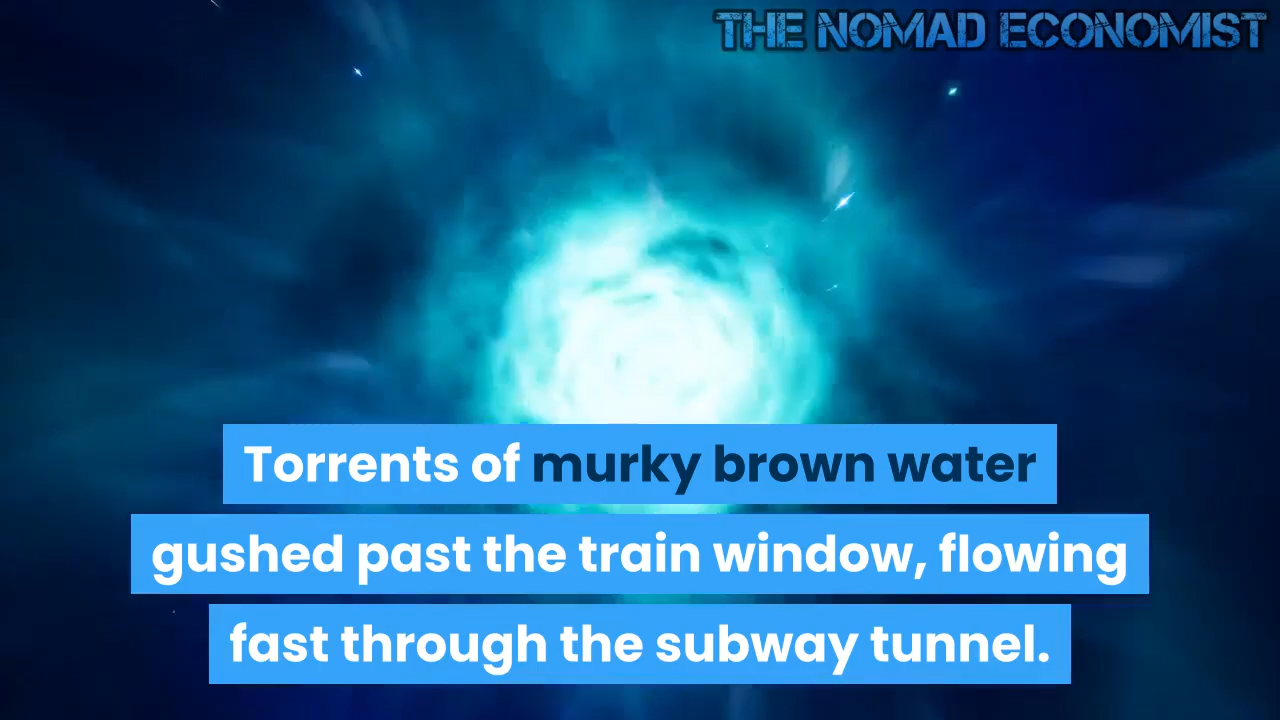 THE NOMAD ECONOMIST
Torrents of murky brown water
gushed past the train window, flowing
fast through the subway tunnel.